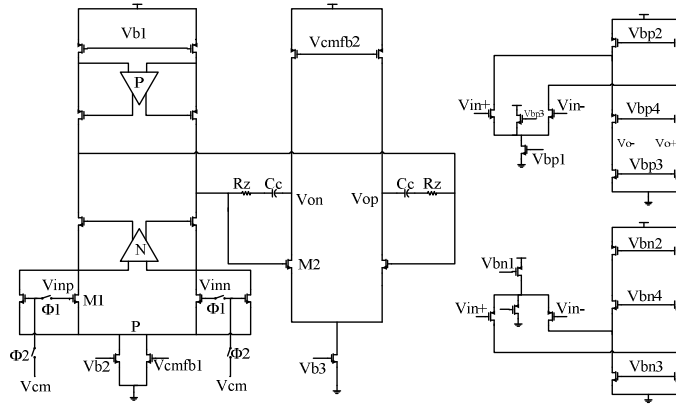 Vb1
Vcmfb2
Vbp2
P
Vin+
Vbp3
Vin-
Vbp4
Vo-
Vo+
Vbp1
Vbp3
Rz
Cc
Von
Vop
Cc
Rz
N
M2
Vbn2
Vbn1
Vinp
M1
Vinn
Φ1
Φ1
Vin+
Vin-
Vbn4
P
Φ2
Vb2
Vcmfb1
Φ2
Vb3
Vbn3
Vcm
Vcm